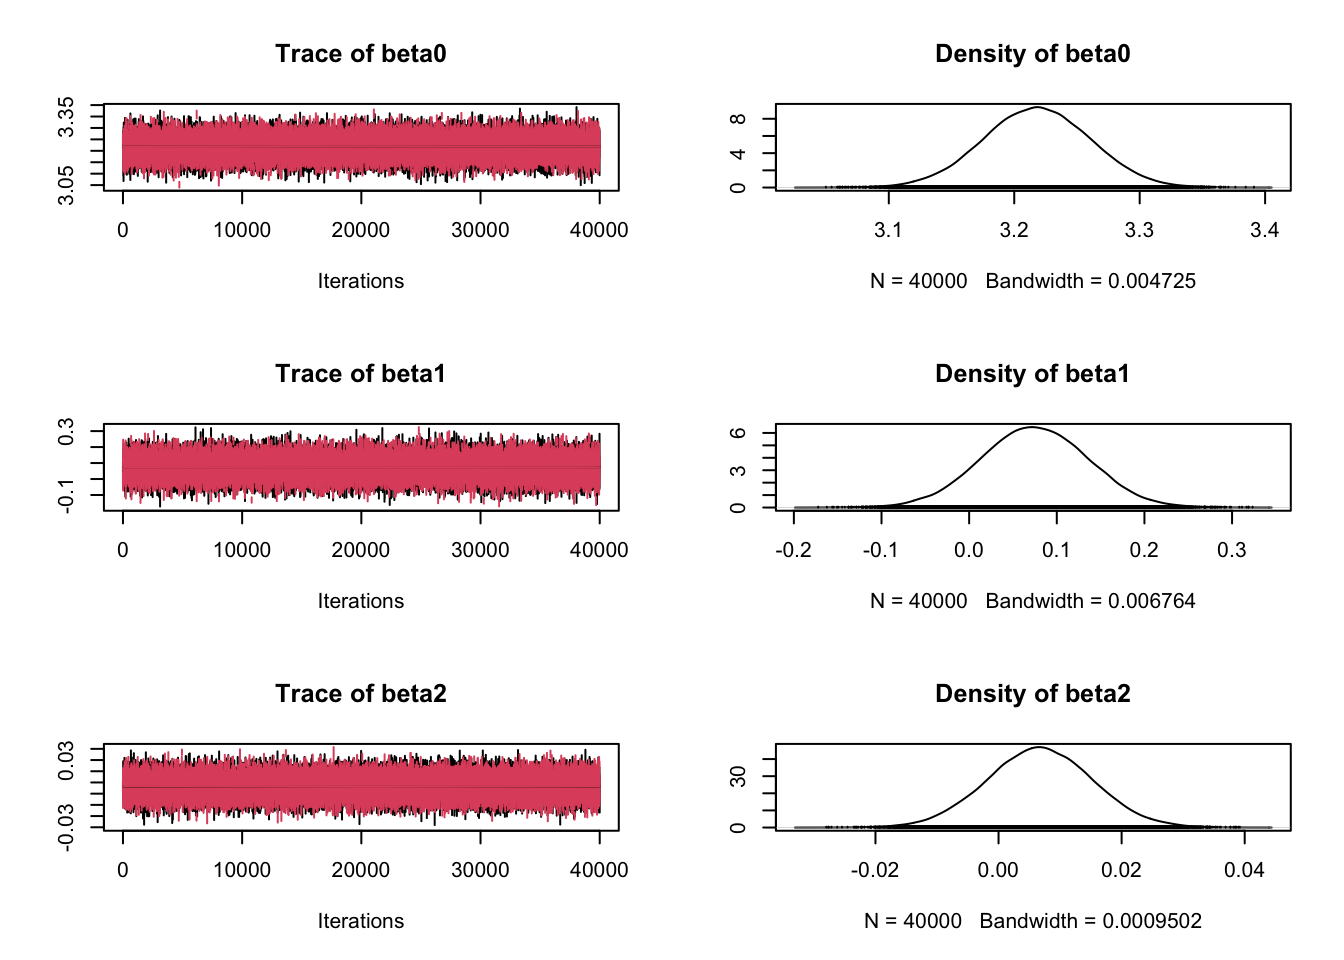 Trace of beta0
3.05 3.35
0 10000 20000 30000 40000
Iterations
Density of beta0
0 4 8
3.1 3.2 3.3 3.4
N = 40000 Bandwidth = 0.004725
Trace of beta1
-0.1 0.3
0 10000 20000 30000 40000
Iterations
Density of beta1
0 3 6
-0.2 -0.1 0.0 0.1 0.2 0.3
N = 40000 Bandwidth = 0.006764
Trace of beta2
-0.03 0.03
0 10000 20000 30000 40000
Iterations
Density of beta2
0 30
-0.02 0.00 0.02 0.04
N = 40000 Bandwidth = 0.0009502